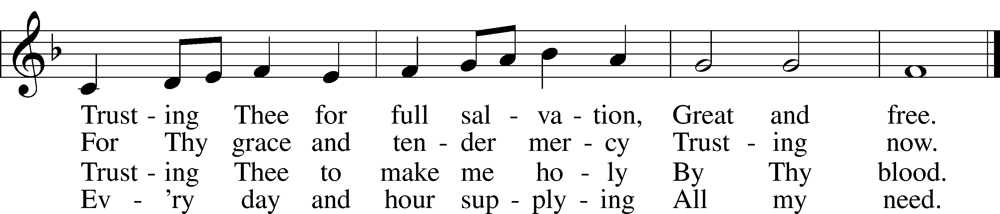 Trust - ing Thee for full sal - va - tion, Great and free.
For Thy grace and ten - der mer - cy Trust - ing now.
Trust - ing Thee to make me ho - ly By Thy blood.
Ev - ’ry day and hour sup - ply - ing All my need.